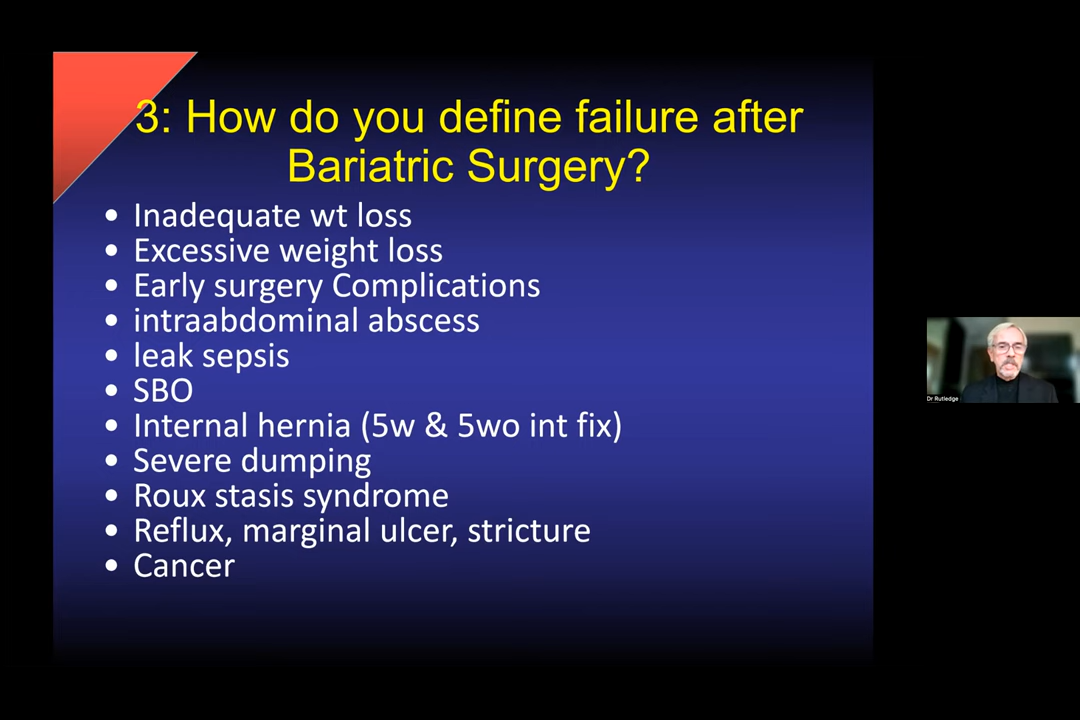 3: How do you define failure after
Bariatric Surgery?
• Inadequate wt loss
• Excessive weight loss
• Early surgery Complications
• intraabdominal abscess
• leak sepsis
• SBO
• Internal hernia (5w & 5wo int fix)
• Severe dumping
• Roux stasis syndrome
• Reflux, marginal ulcer, stricture
• Cancer
Dr Rutledge